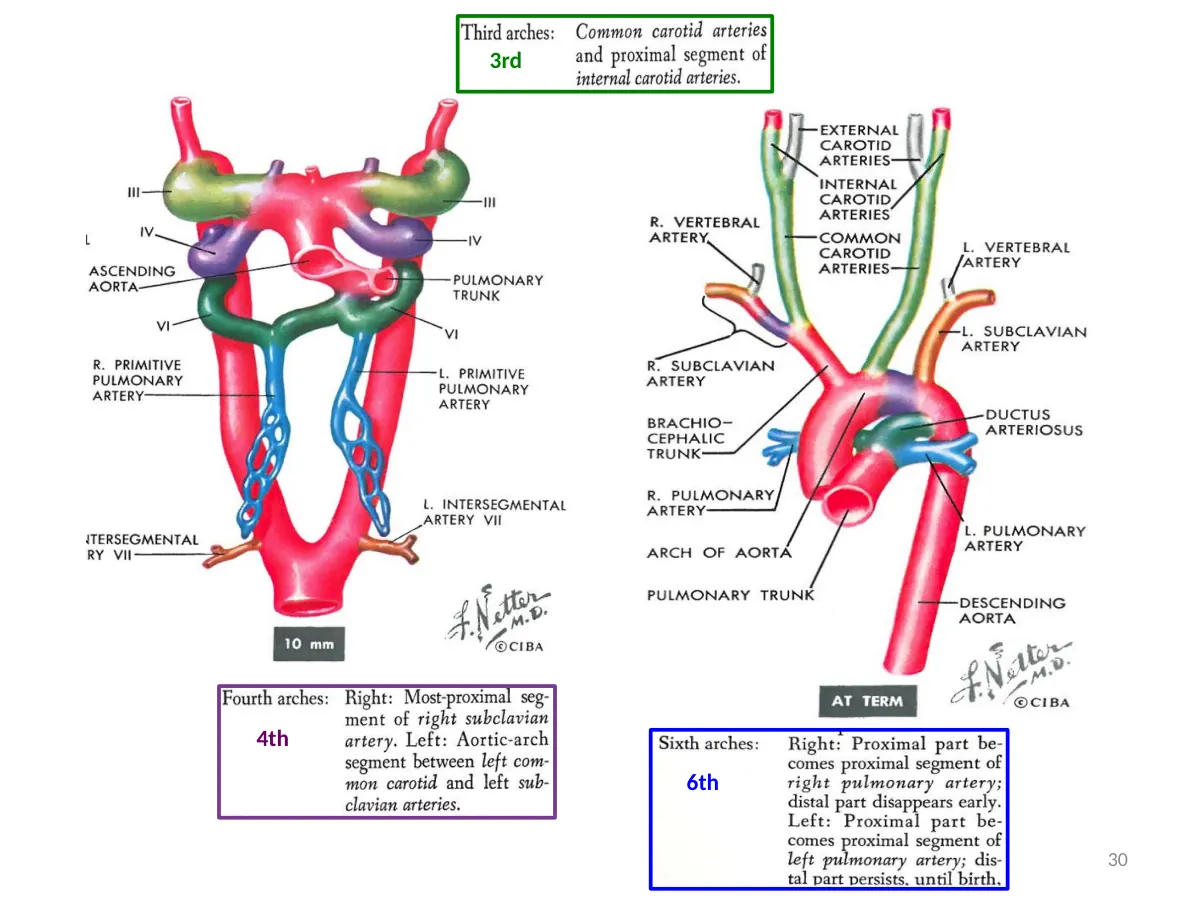 Third arches: Common carotid arteries
3rd and proximal segment of
internal carotid arteries.
III
III
IV
IV
L
ASCENDING
AORTA
PULMONARY
TRUNK
VI
VI
R. PRIMITIVE
PULMONARY
ARTERY
L. PRIMITIVE
PULMONARY
ARTERY
L. INTERSEGMENTAL
ARTERY VII
NTERSEGMENTAL
RY VII
F. Netter
M.D.
©CIBA
10 mm
EXTERNAL
CAROTID
ARTERIES
INTERNAL
CAROTID
ARTERIES
R. VERTEBRAL
ARTERY
COMMON
CAROTID
ARTERIES
L. VERTEBRAL
ARTERY
L. SUBCLAVIAN
ARTERY
R. SUBCLAVIAN
ARTERY
BRACHIO-
CEPHALIC
TRUNK
DUCTUS
ARTERIOSUS
R. PULMONARY
ARTERY
L. PULMONARY
ARTERY
ARCH OF AORTA
PULMONARY TRUNK
DESCENDING
AORTA
F. Netter
M.D.
©CIBA
AT TERM
Fourth arches: Right: Most-proximal seg-
ment of right subclavian
4th artery. Left: Aortic-arch
segment between left com-
mon carotid and left sub-
clavian arteries.
Sixth arches: Right: Proximal part be-
comes proximal segment of
6th right pulmonary artery;
distal part disappears early.
Left: Proximal part be-
comes proximal segment of
left pulmonary artery; dis-
tal part persists, until birth,
30